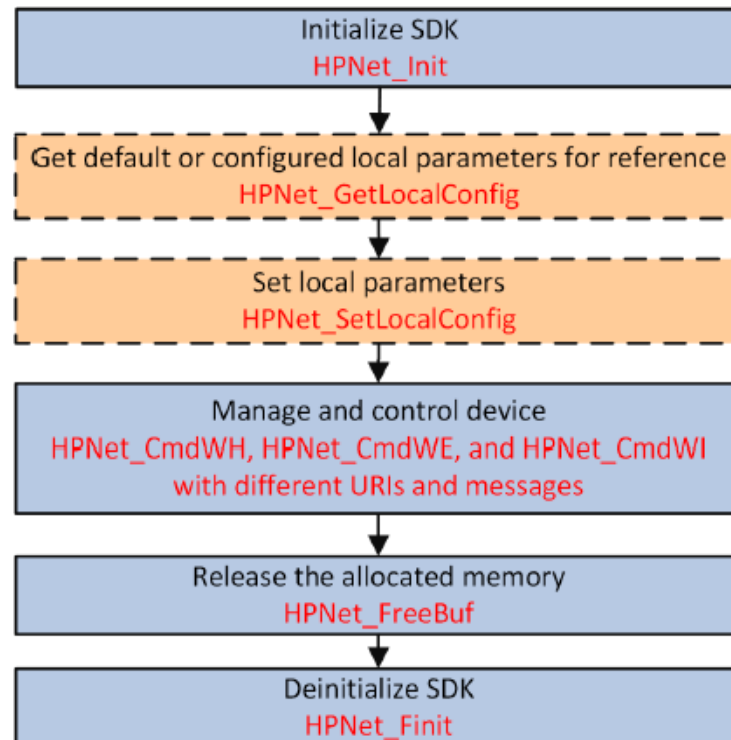 Initialize SDK
HPNet_Init
Get default or configured local parameters for reference
HPNet_GetLocalConfig
Set local parameters
HPNet_SetLocalConfig
Manage and control device
HPNet_CmdWH, HPNet_CmdWE, and HPNet_CmdWI
with different URIs and messages
Release the allocated memory
HPNet_FreeBuf
Deinitialize SDK
HPNet_Finit